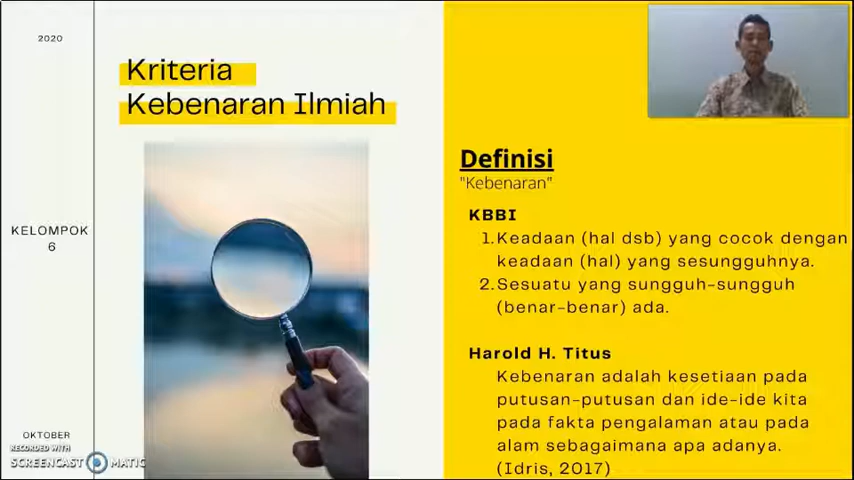 2020
Kriteria
Kebenaran Ilmiah
KELOMPOK
6
OKTOBER
RECORDED WITH
SCREENCAST MATIC
Definisi
"Kebenaran"
KBBI
1. Keadaan (hal dsb) yang cocok dengan
keadaan (hal) yang sesungguhnya.
2. Sesuatu yang sungguh-sungguh
(benar-benar) ada.
Harold H. Titus
Kebenaran adalah kesetiaan pada
putusan-putusan dan ide-ide kita
pada fakta pengalaman atau pada
alam sebagaimana apa adanya.
(Idris, 2017)